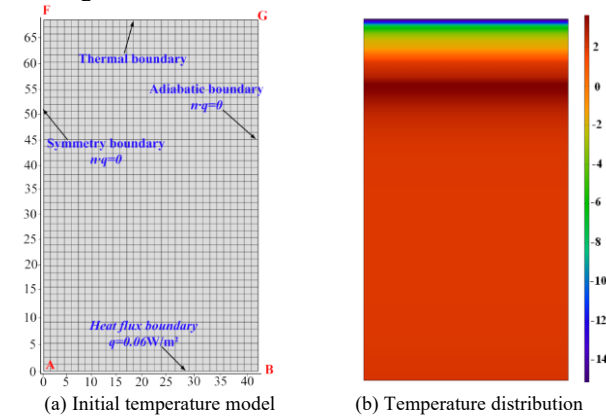 F
G
65
60
55
50
45
40
35
30
25
20
15
10
5
0
Thermal boundary
Adiabatic boundary
n·q=0
Symmetry boundary
n·q=0
Heat flux boundary
q=0.06W/m²
A
B
0 5 10 15 20 25 30 35 40
2
0
-2
-4
-6
-8
-10
-12
-14
(a) Initial temperature model
(b) Temperature distribution